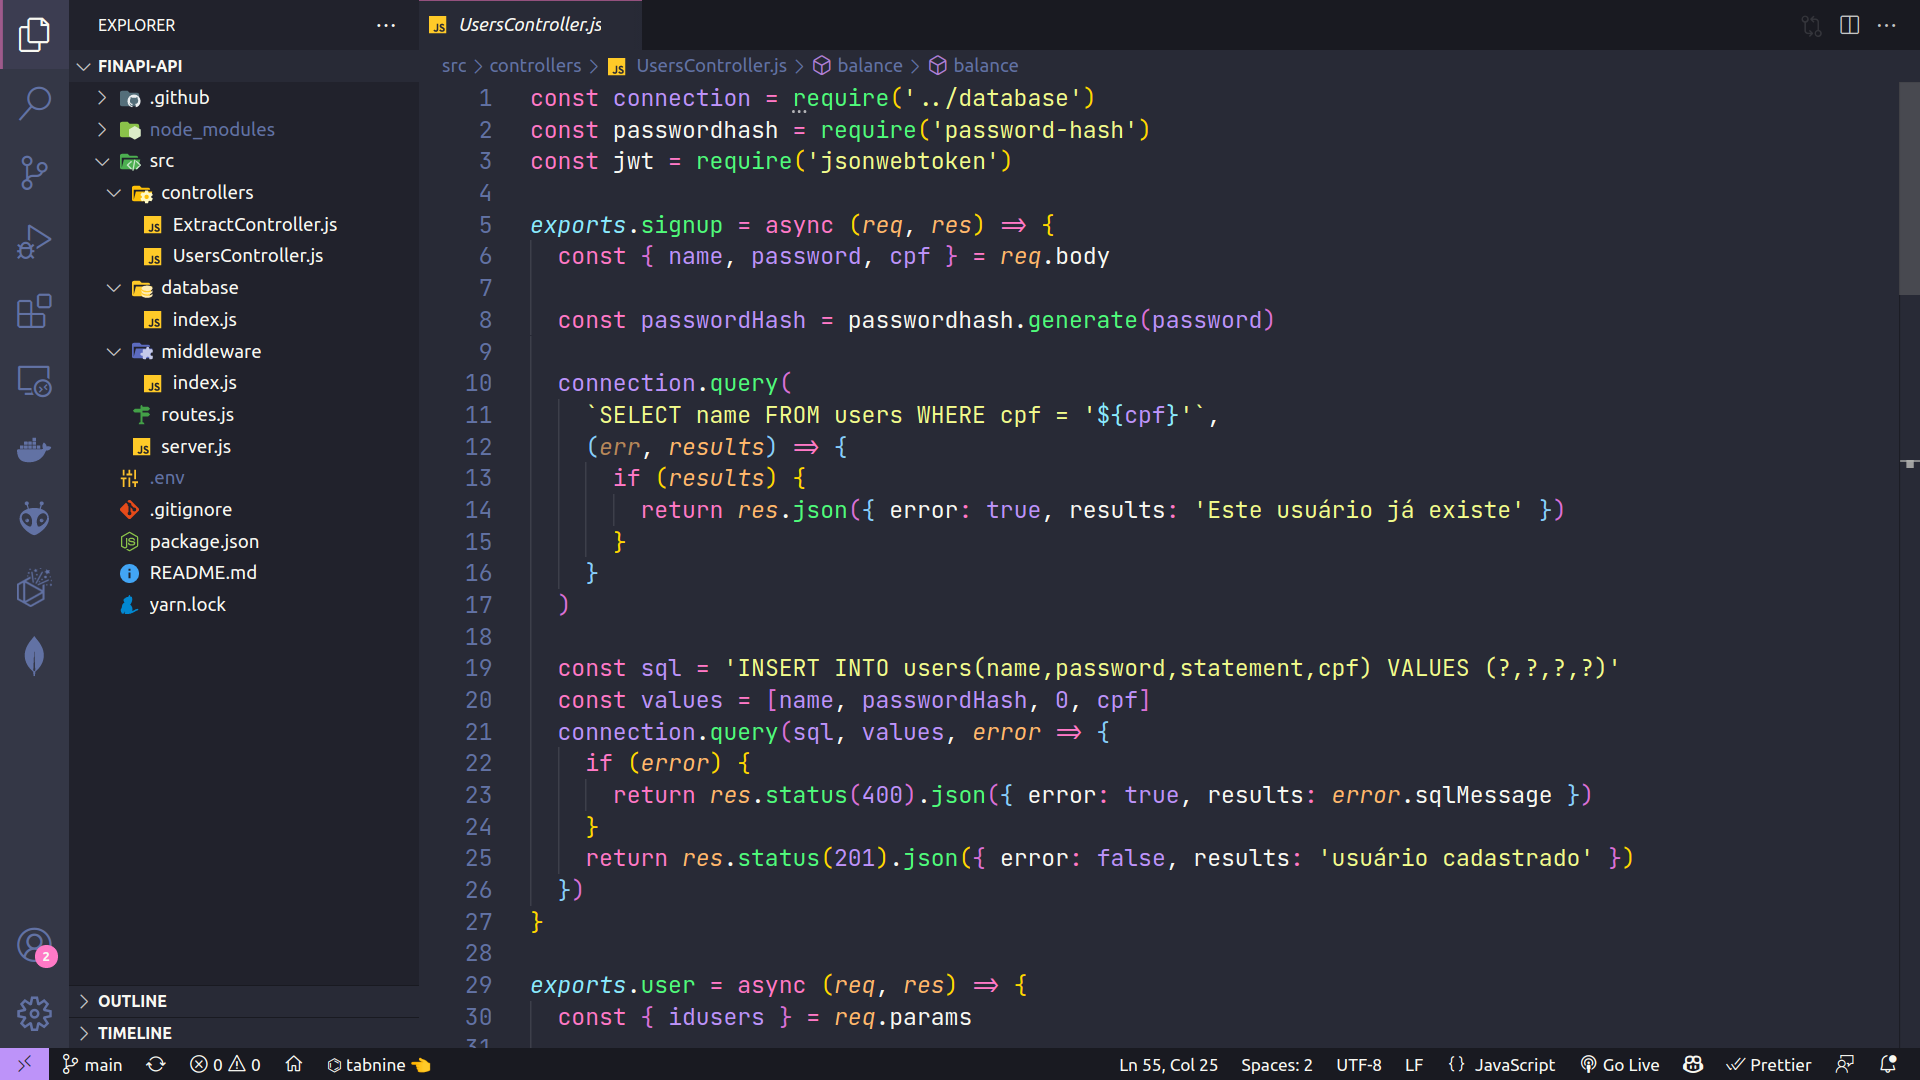 EXPLORER
UsersController.js
FINAPI-API
src > controllers > UsersController.js > balance > balance
.github
node_modules
src
controllers
ExtractController.js
UsersController.js
database
index.js
middleware
index.js
routes.js
server.js
.env
.gitignore
package.json
README.md
yarn.lock
OUTLINE
TIMELINE
1 const connection = require('../database')
2 const passwordhash = require('password-hash')
3 const jwt = require('jsonwebtoken')
4
5 exports.signup = async (req, res) => {
6 const { name, password, cpf } = req.body
7
8 const passwordHash = passwordhash.generate(password)
9
10 connection.query(
11 `SELECT name FROM users WHERE cpf = '${cpf}'`,
12 (err, results) => {
13 if (results) {
14 return res.json({ error: true, results: 'Este usuário já existe' })
15 }
16 }
17 )
18
19 const sql = 'INSERT INTO users(name,password,statement,cpf) VALUES (?,?,?,?)'
20 const values = [name, passwordHash, 0, cpf]
21 connection.query(sql, values, error => {
22 if (error) {
23 return res.status(400).json({ error: true, results: error.sqlMessage })
24 }
25 return res.status(201).json({ error: false, results: 'usuário cadastrado' })
26 })
27 }
28
29 exports.user = async (req, res) => {
30 const { idusers } = req.params
31
2
main 0 0 tabnine Ln 55, Col 25 Spaces: 2 UTF-8 LF {} JavaScript Go Live Prettier